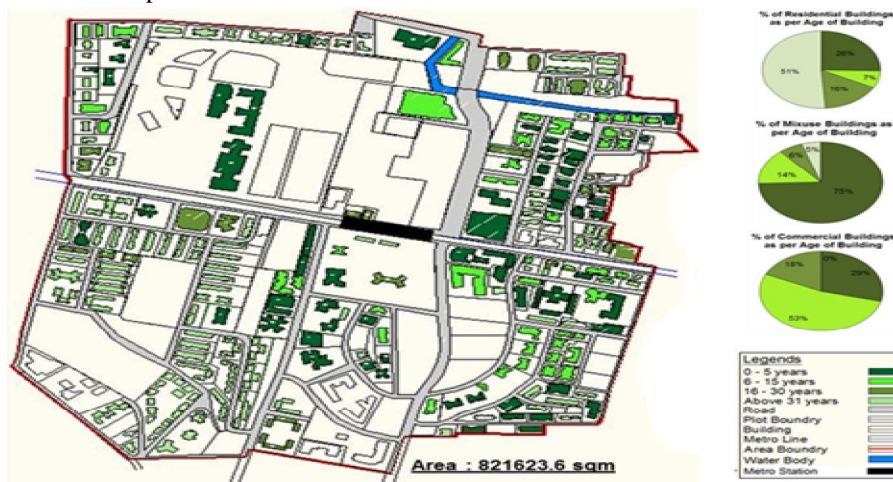 % of Residential Buildings
as per Age of Building
26%
7%
16%
51%
% of Mixuse Buildings as
per Age of Building
5%
6%
14%
75%
% of Commercial Buildings
as per Age of Building
0%
18%
29%
53%
Legends
0 - 5 years
6 - 15 years
16 - 30 years
Above 31 years
Road
Plot Boundry
Building
Metro Line
Area Boundry
Water Body
Metro Station
Area : 821623.6 sqm